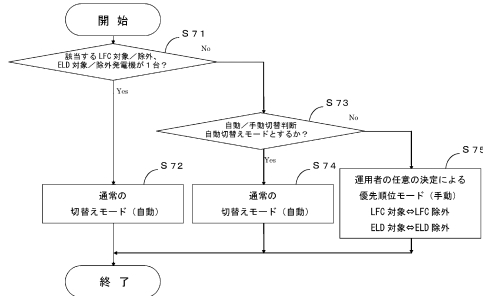 開 始
S71
該当するLFC対象／除外、
ELD対象／除外発電機が1台？
No
Yes
S73
自動／手動切替判断
自動切替えモードとするか？
No
Yes
S72
通常の
切替えモード（自動）
S74
通常の
切替えモード（自動）
S75
運用者の任意の決定による
優先順位モード（手動）
LFC対象⇔LFC除外
ELD対象⇔ELD除外
終 了